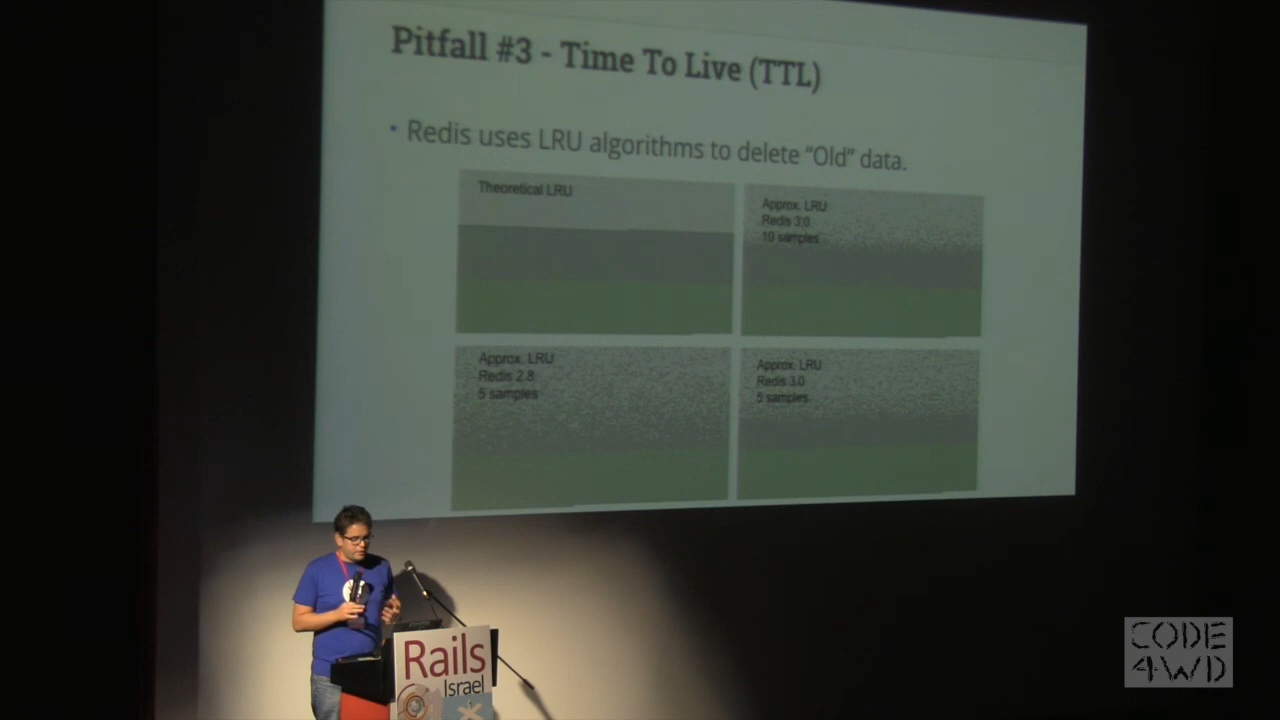 Pitfall #3 - Time To Live (TTL)
• Redis uses LRU algorithms to delete “Old” data.
Theoretical LRU
Approx. LRU
Redis 3.0
10 samples
Approx. LRU
Redis 2.8
5 samples
Approx. LRU
Redis 3.0
5 samples
Rails
Israel
CODE
4WD